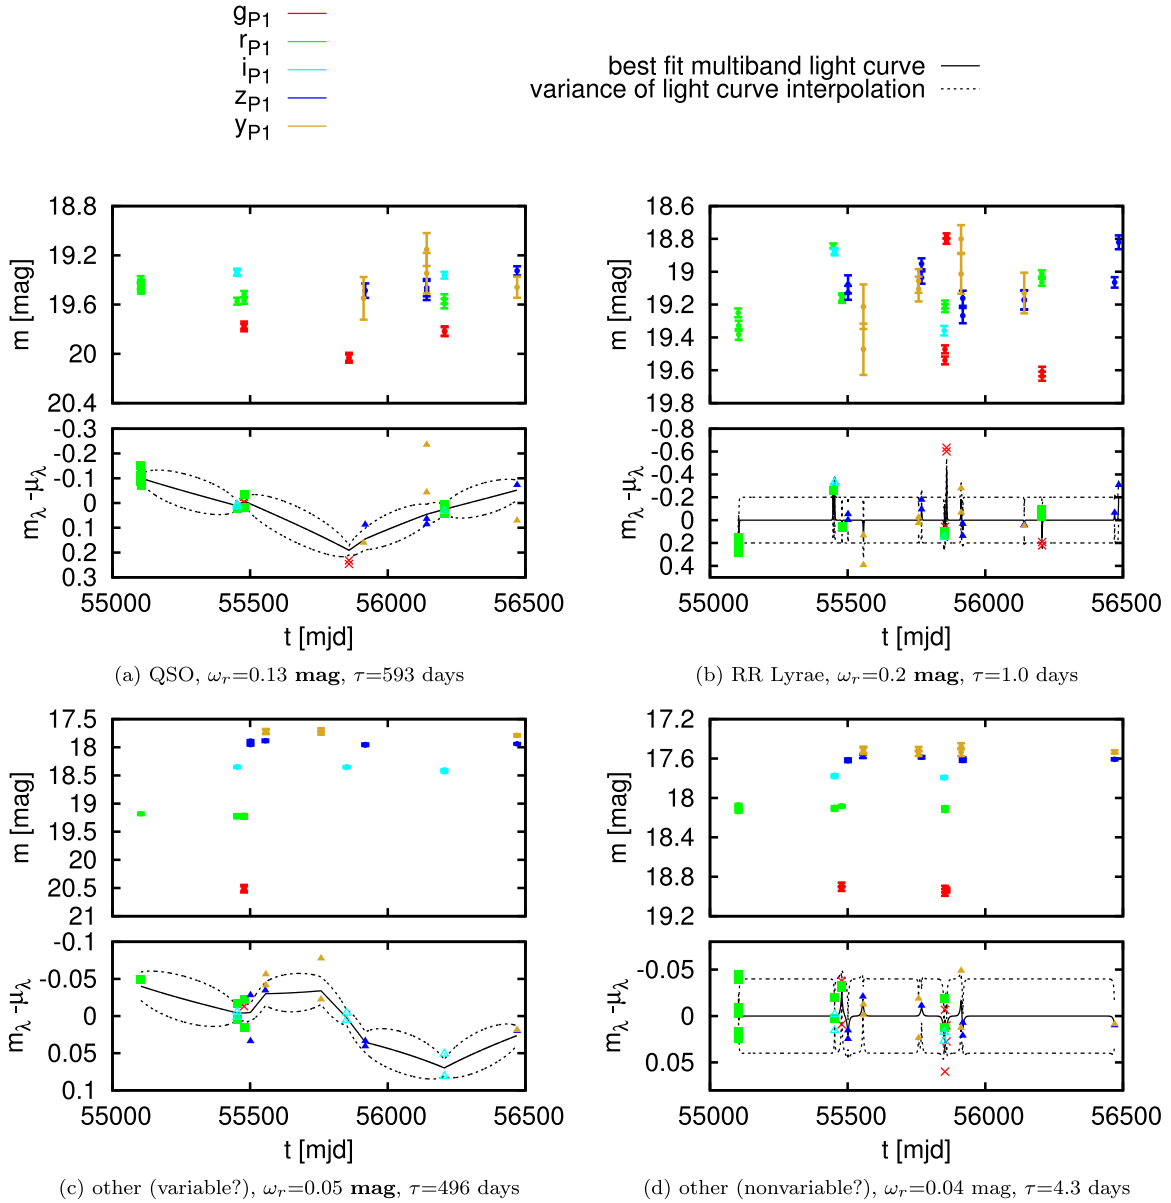 gP1
rP1
iP1
zP1
yP1
best fit multiband light curve
variance of light curve interpolation
18.8
19.2
19.6
20
20.4
m [mag]
-0.3
-0.2
-0.1
0
0.1
0.2
0.3
mλ -μλ
55000 55500 56000 56500
t [mjd]
(a) QSO, ωr=0.13 mag, τ=593 days
18.6
18.8
19
19.2
19.4
19.6
19.8
m [mag]
-0.8
-0.6
-0.4
-0.2
0
0.2
0.4
mλ -μλ
55000 55500 56000 56500
t [mjd]
(b) RR Lyrae, ωr=0.2 mag, τ=1.0 days
17.5
18
18.5
19
19.5
20
20.5
21
m [mag]
-0.1
-0.05
0
0.05
0.1
mλ -μλ
55000 55500 56000 56500
t [mjd]
(c) other (variable?), ωr=0.05 mag, τ=496 days
17.2
17.6
18
18.4
18.8
19.2
m [mag]
-0.05
0
0.05
mλ -μλ
55000 55500 56000 56500
t [mjd]
(d) other (nonvariable?), ωr=0.04 mag, τ=4.3 days